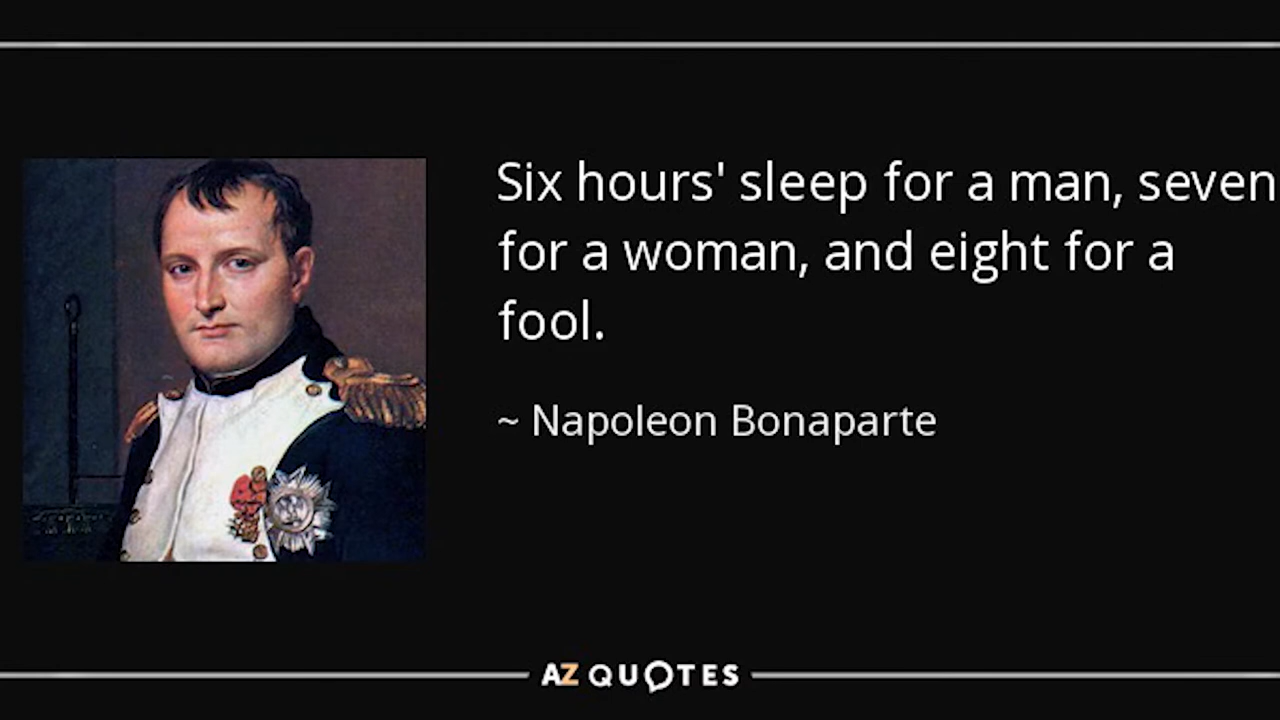 Six hours' sleep for a man, seven
for a woman, and eight for a
fool.
~ Napoleon Bonaparte
AZ QUOTES